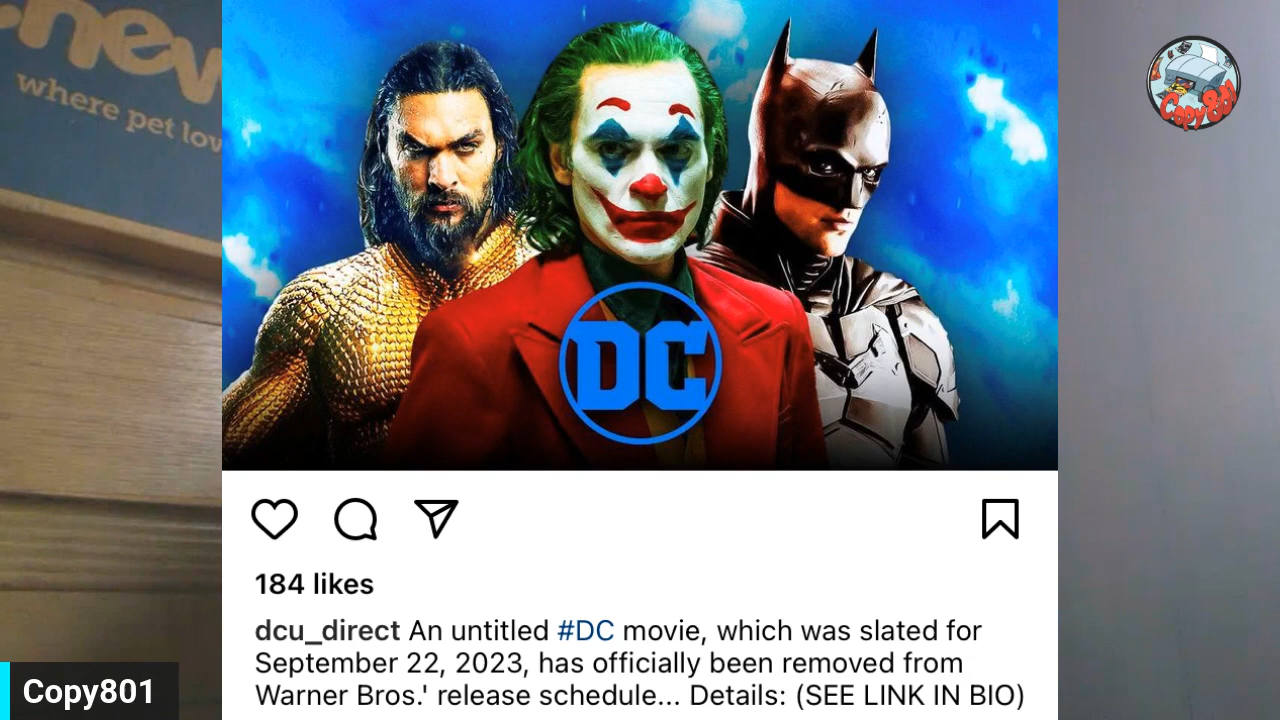 new
where pet lov
Copy801
DC
184 likes
dcu_direct An untitled #DC movie, which was slated for
September 22, 2023, has officially been removed from
Warner Bros.' release schedule... Details: (SEE LINK IN BIO)
Copy801